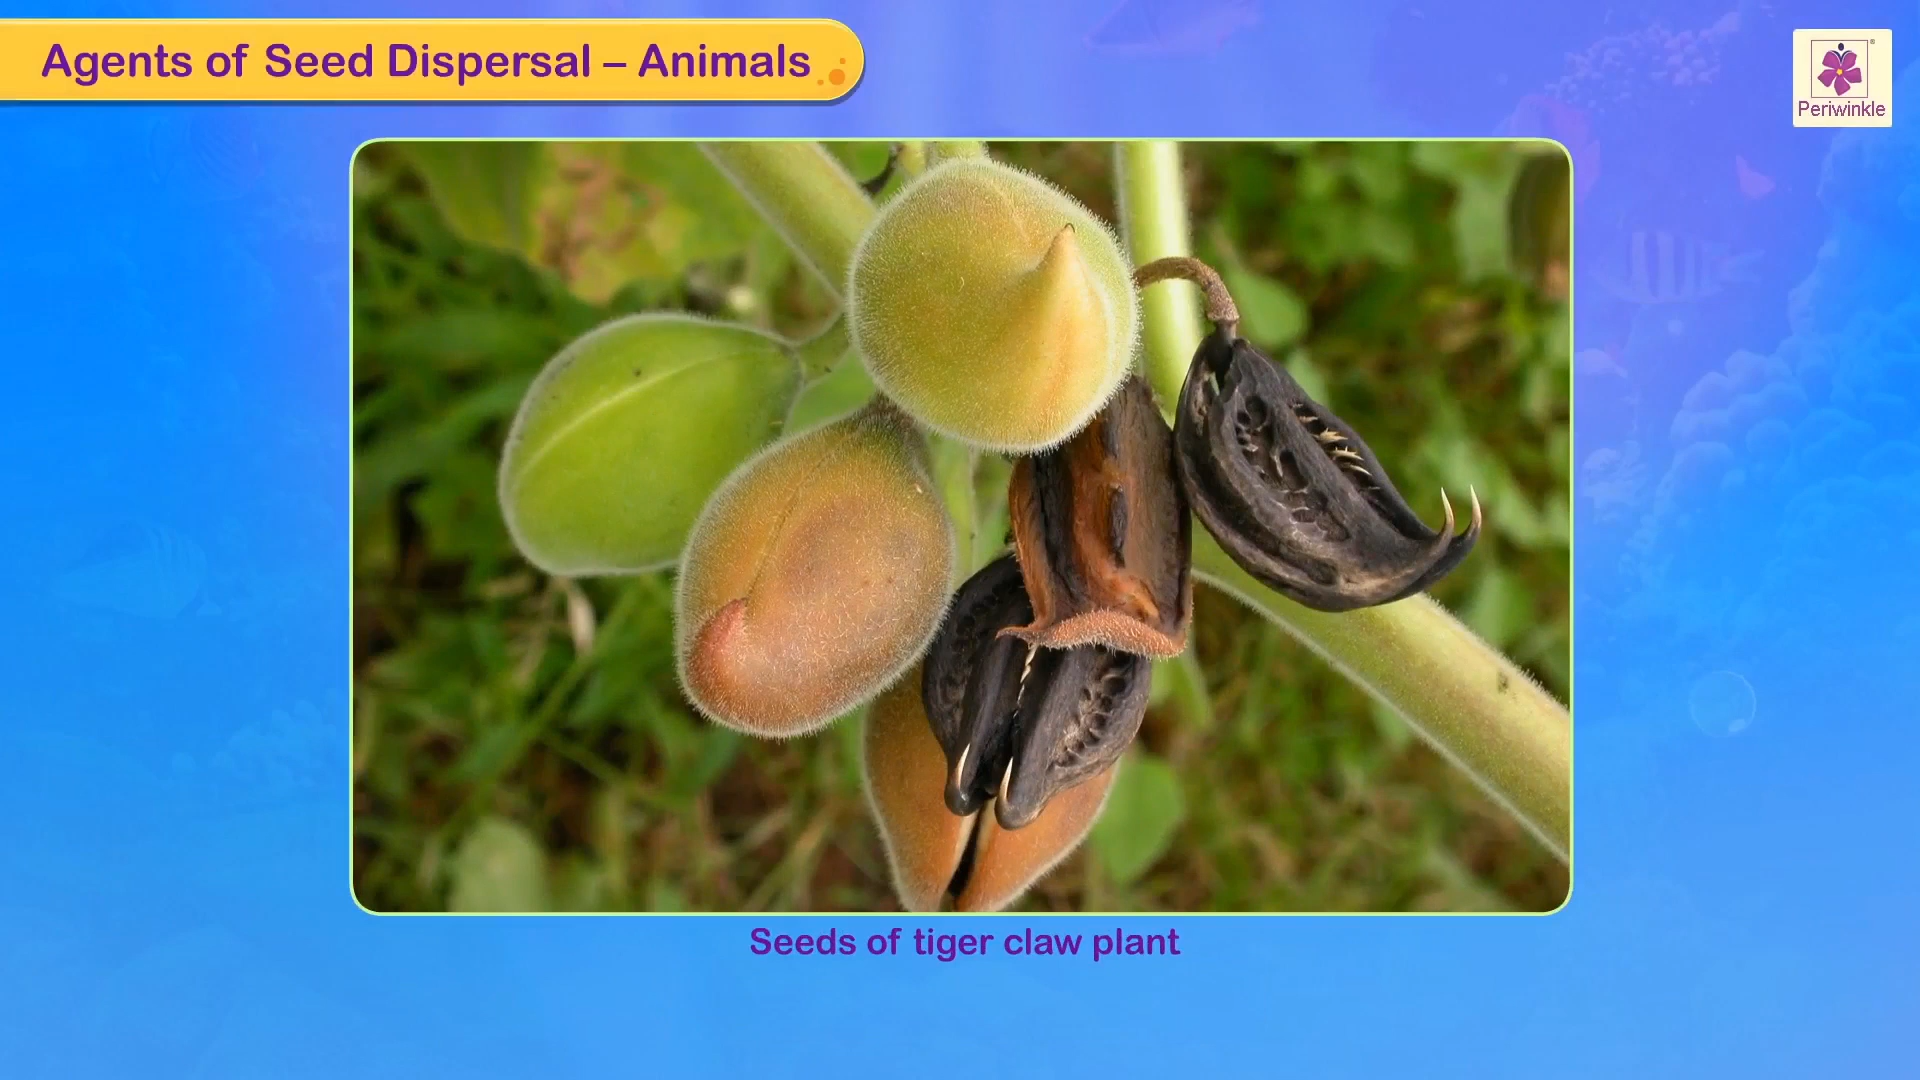 Agents of Seed Dispersal – Animals
Periwinkle
Seeds of tiger claw plant